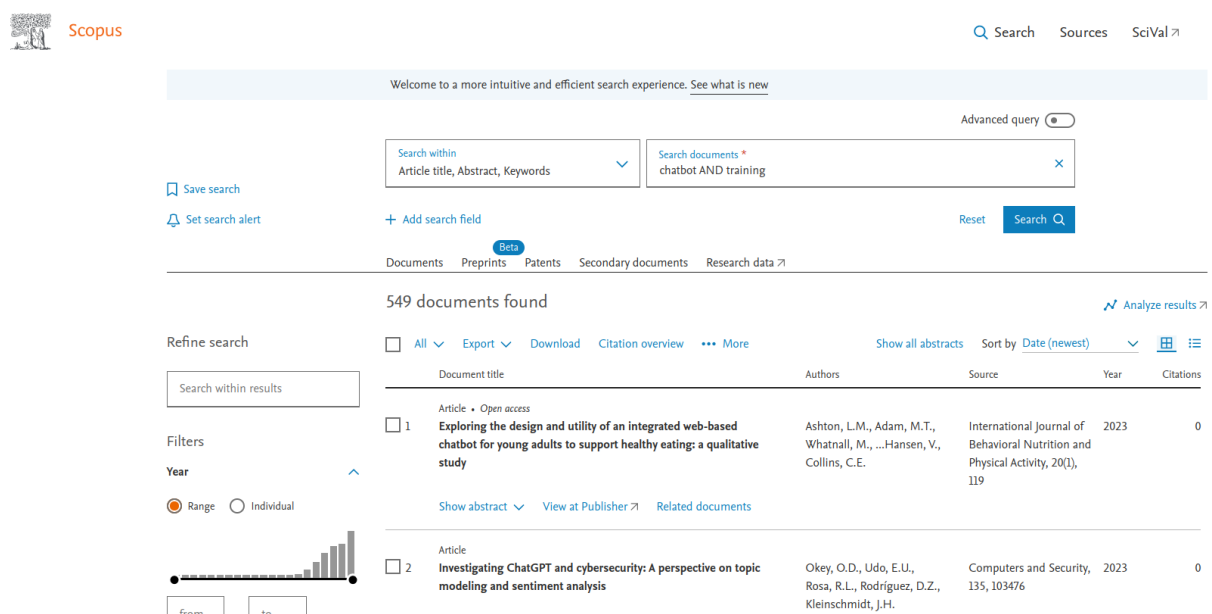 Scopus
Search Sources SciVal
Welcome to a more intuitive and efficient search experience. See what is new
Advanced query
Search within
Article title, Abstract, Keywords
Search documents *
chatbot AND training
Save search
Set search alert
+ Add search field
Reset Search
Beta
Documents Preprints Patents Secondary documents Research data
549 documents found
Analyze results
Refine search
All Export Download Citation overview ••• More Show all abstracts Sort by Date (newest)
Search within results
Document title Authors Source Year Citations
Article • Open access
1 Exploring the design and utility of an integrated web-based
chatbot for young adults to support healthy eating: a qualitative
study
Ashton, L.M., Adam, M.T.,
Whatnall, M., ...Hansen, V.,
Collins, C.E.
International Journal of
Behavioral Nutrition and
Physical Activity, 20(1),
119
2023 0
Filters
Year
Range Individual
Show abstract View at Publisher Related documents
Article
2 Investigating ChatGPT and cybersecurity: A perspective on topic
modeling and sentiment analysis
Okey, O.D., Udo, E.U.,
Rosa, R.L., Rodríguez, D.Z.,
Kleinschmidt, J.H.
Computers and Security,
135, 103476
2023 0
from to